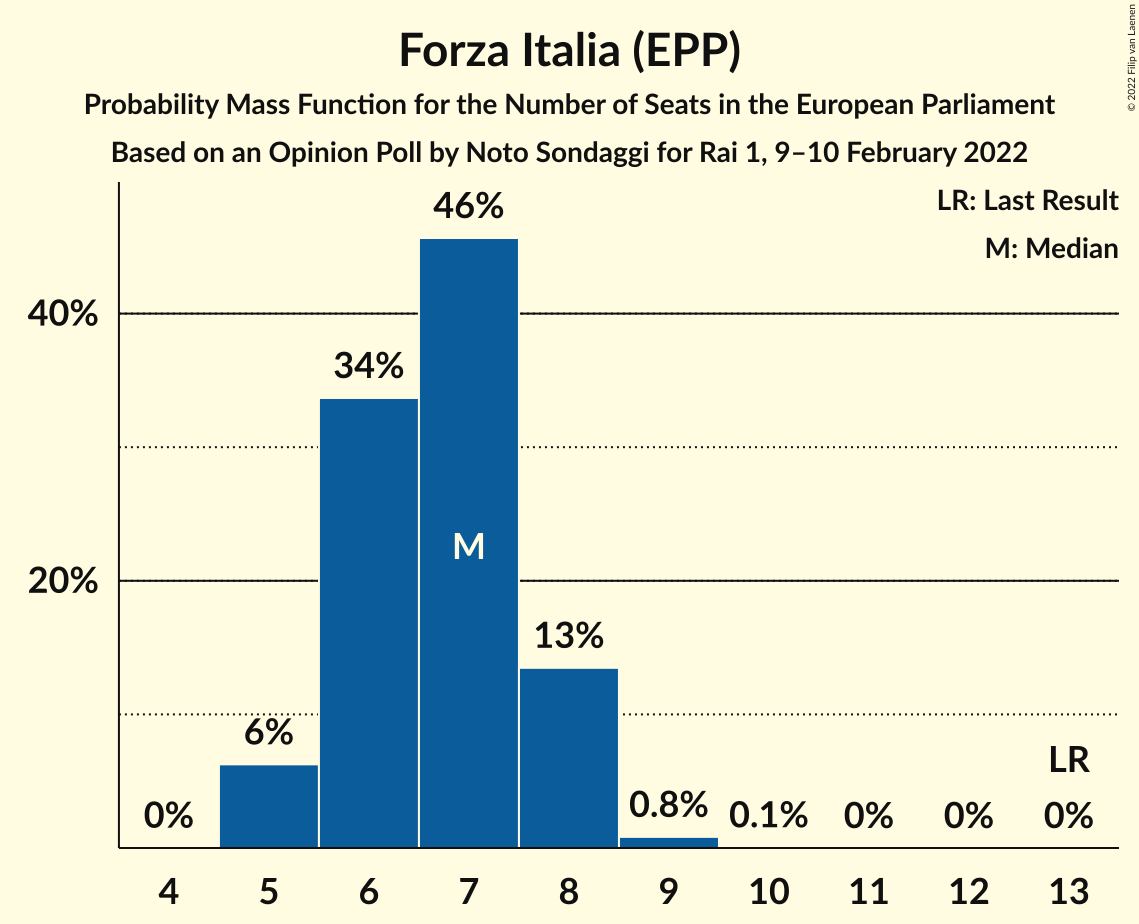 Forza Italia (EPP)
Probability Mass Function for the Number of Seats in the European Parliament
Based on an Opinion Poll by Noto Sondaggi for Rai 1, 9–10 February 2022
© 2022 Filip van Laenen
LR: Last Result
M: Median
46%
40%
34%
M
20%
13%
6%
LR
0%
0.8%
0.1%
0%
0%
0%
4 5 6 7 8 9 10 11 12 13